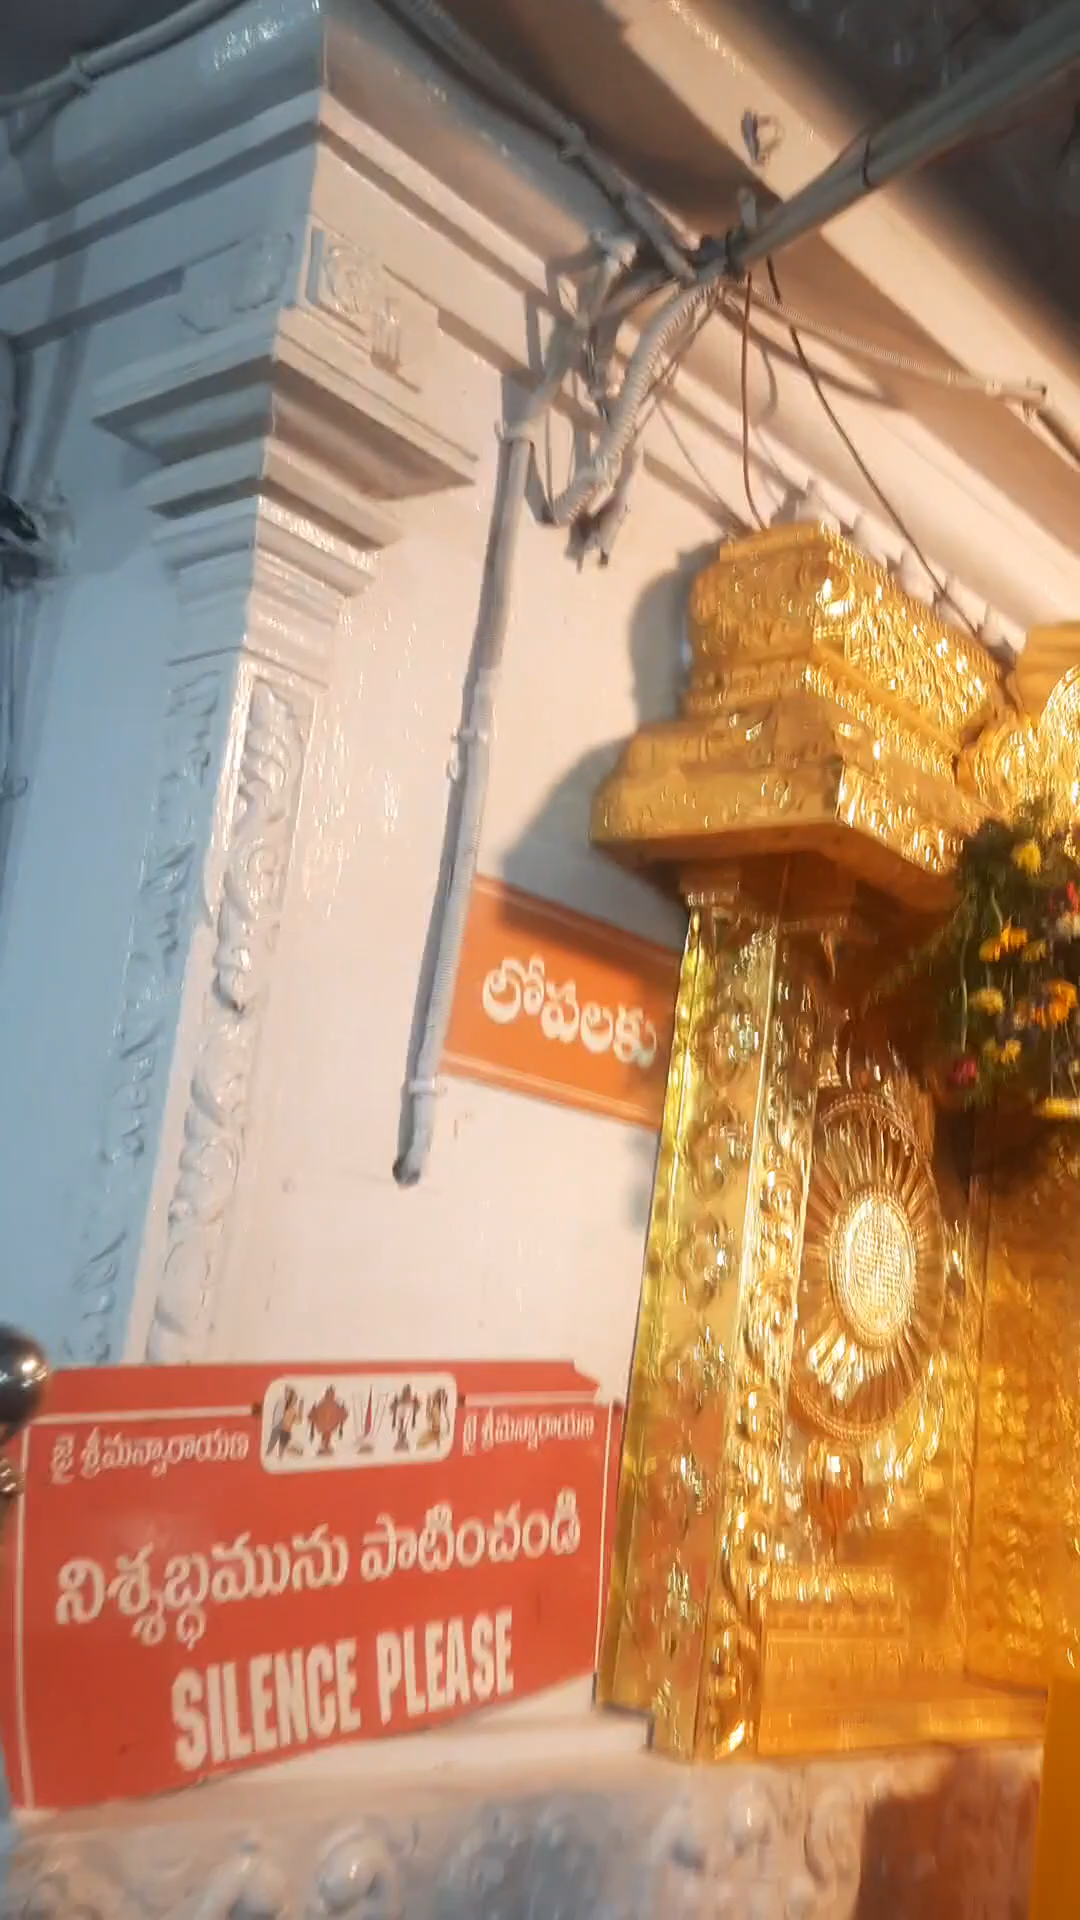 లోపలకు
జై శ్రీమన్నారాయణ జై శ్రీమన్నారాయణ
నిశ్శబ్ధమును పాటించండి
SILENCE PLEASE